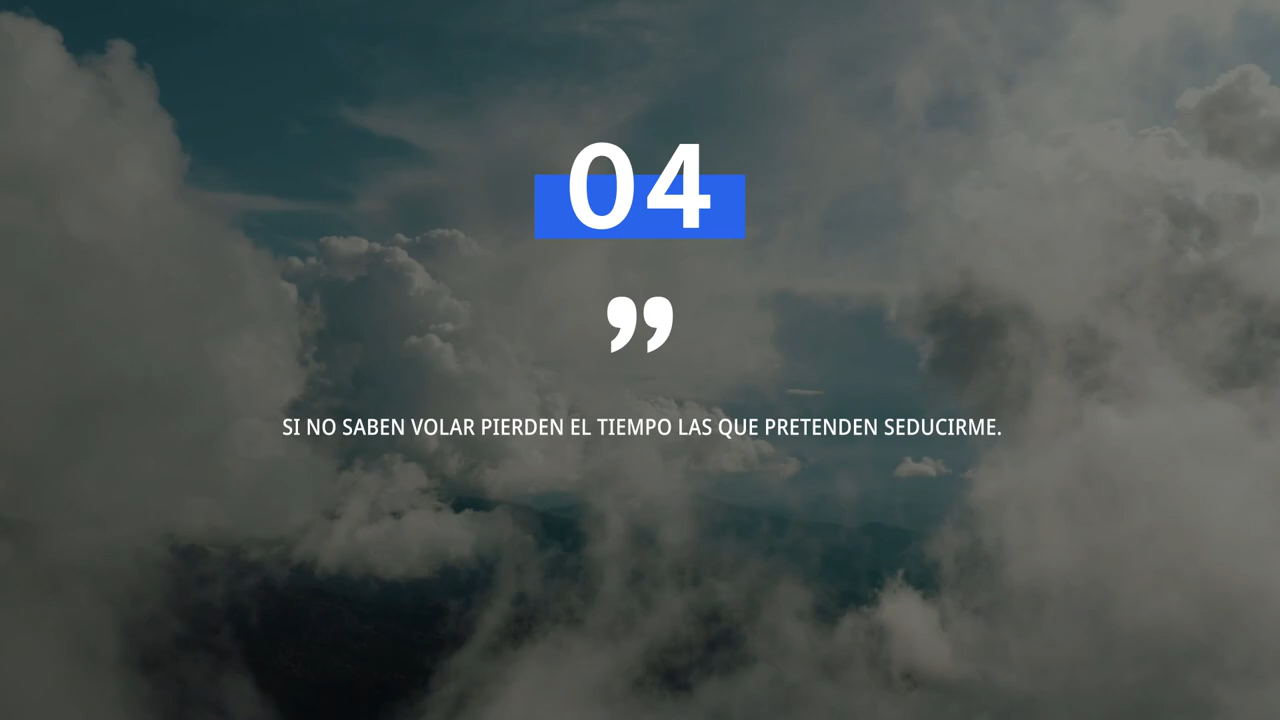 04
”
SI NO SABEN VOLAR PIERDEN EL TIEMPO LAS QUE PRETENDEN SEDUCIRME.